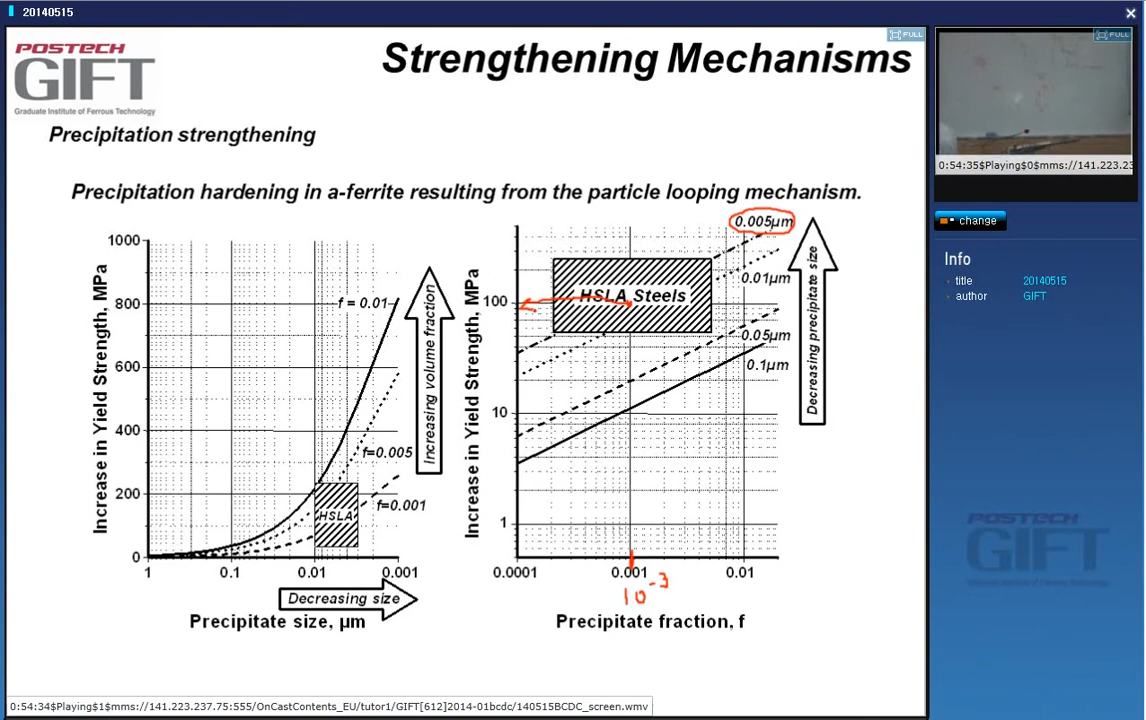 20140515
POSTECH
GIFT
Graduate Institute of Ferrous Technology
Strengthening Mechanisms
FULL
Precipitation strengthening
Precipitation hardening in a-ferrite resulting from the particle looping mechanism.
Increase in Yield Strength, MPa
1000
800
600
400
200
0
f = 0.01
f=0.005
f=0.001
HSLA
Increasing volume fraction
1
0.1
0.01
0.001
Decreasing size
Precipitate size, µm
Increase in Yield Strength, MPa
100
10
1
0.005µm
0.01µm
0.05µm
0.1µm
HSLA Steels
Decreasing precipitate size
0.0001
0.001
0.01
10⁻³
Precipitate fraction, f
0:54:34$Playing$1$mms://141.223.237.75:555/OnCastContents_EU/tutor1/GIFT[612]2014-01bcdc/140515BCDC_screen.wmv
FULL
0:54:35$Playing$0$mms://141.223.23
change
Info
title 20140515
author GIFT
POSTECH
GIFT